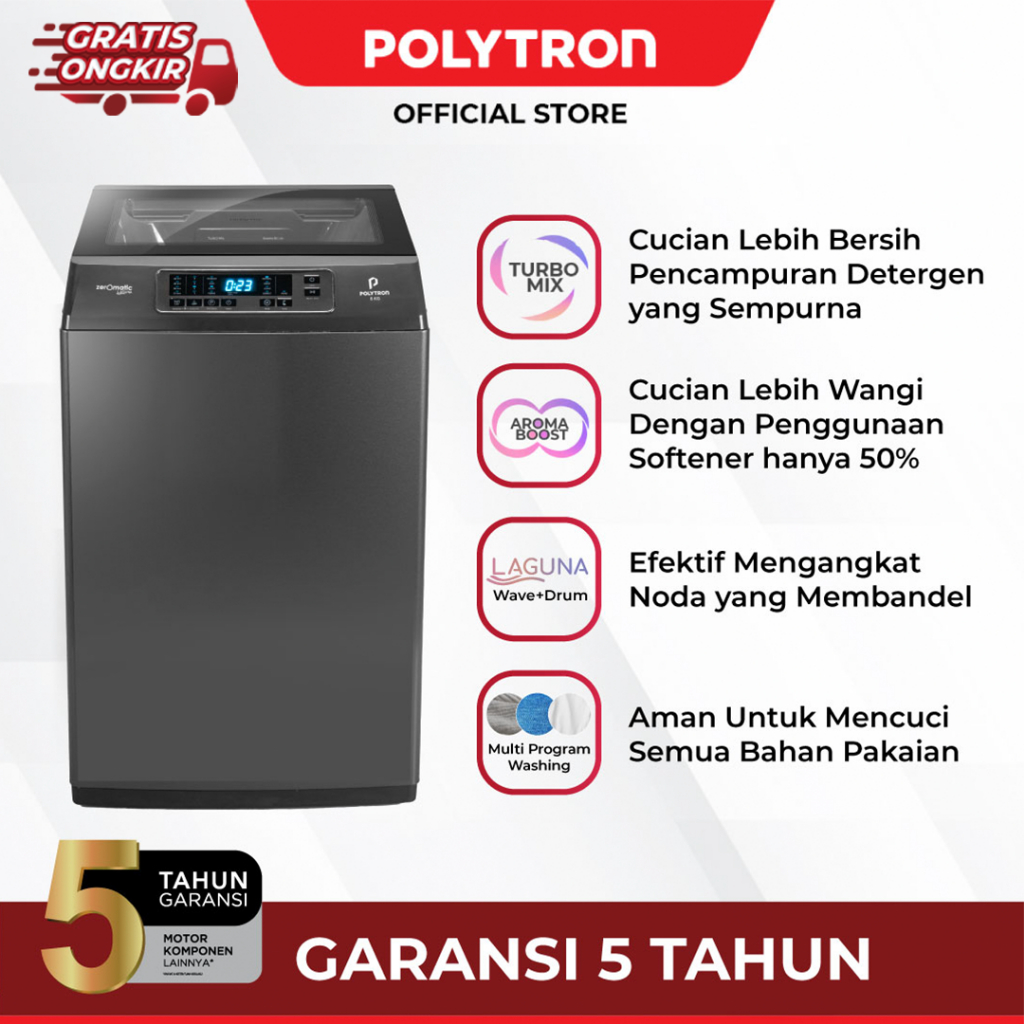 GRATIS
ONGKIR
POLYTRON
OFFICIAL STORE
zeromatic
0:23
POLYTRON
TURBO
MIX
Cucian Lebih Bersih
Pencampuran Detergen
yang Sempurna
AROMA
BOOST
Cucian Lebih Wangi
Dengan Penggunaan
Softener hanya 50%
LAGUNA
Wave+Drum
Efektif Mengangkat
Noda yang Membandel
Multi Program
Washing
Aman Untuk Mencuci
Semua Bahan Pakaian
5 TAHUN
GARANSI
MOTOR
KOMPONEN
LAINNYA*
GARANSI 5 TAHUN